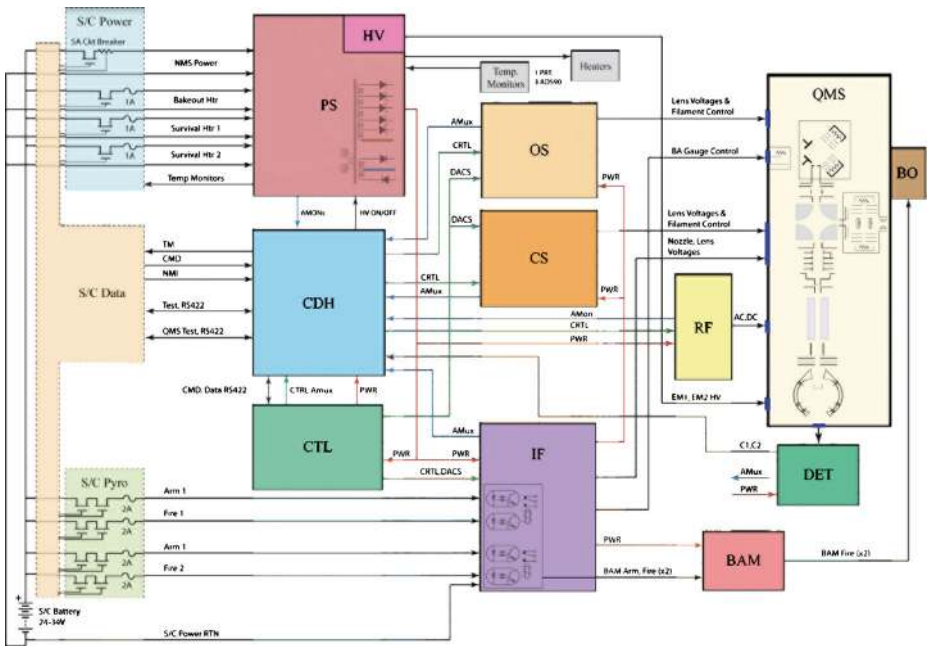 S/C Power
5A Ckt Breaker
NMS Power
1A
Bakeout Htr
1A
Survival Htr 1
1A
Survival Htr 2
Temp Monitors
HV
PS
Temp.
Monitors
1 PRT
Heaters
QMS
BO
AMux
CRTL
DACS
OS
PWR
Lens Voltages &
Filament Control
BA Gauge Control
AMONs
HV ON/OFF
S/C Data
TM
CMD
NMI
Test, RS422
QMS Test, RS422
CDH
DACS
CRTL
AMux
CS
PWR
Lens Voltages &
Filament Control
Nozzle, Lens
Voltages
AMon
CRTL
PWR
RF
AC,DC
CMD, Data RS422
CTRL Amux
PWR
CTL
EM1, EM2 HV
AMux
PWR
PWR
CRTL,DACS
IF
C1,C2
AMux
PWR
DET
S/C Pyro
Arm 1
2A
Fire 1
2A
Arm 1
2A
Fire 2
2A
PWR
BAM Arm, Fire (x2)
BAM
BAM Fire (x2)
+
S/C Battery
24-34V
S/C Power RTN